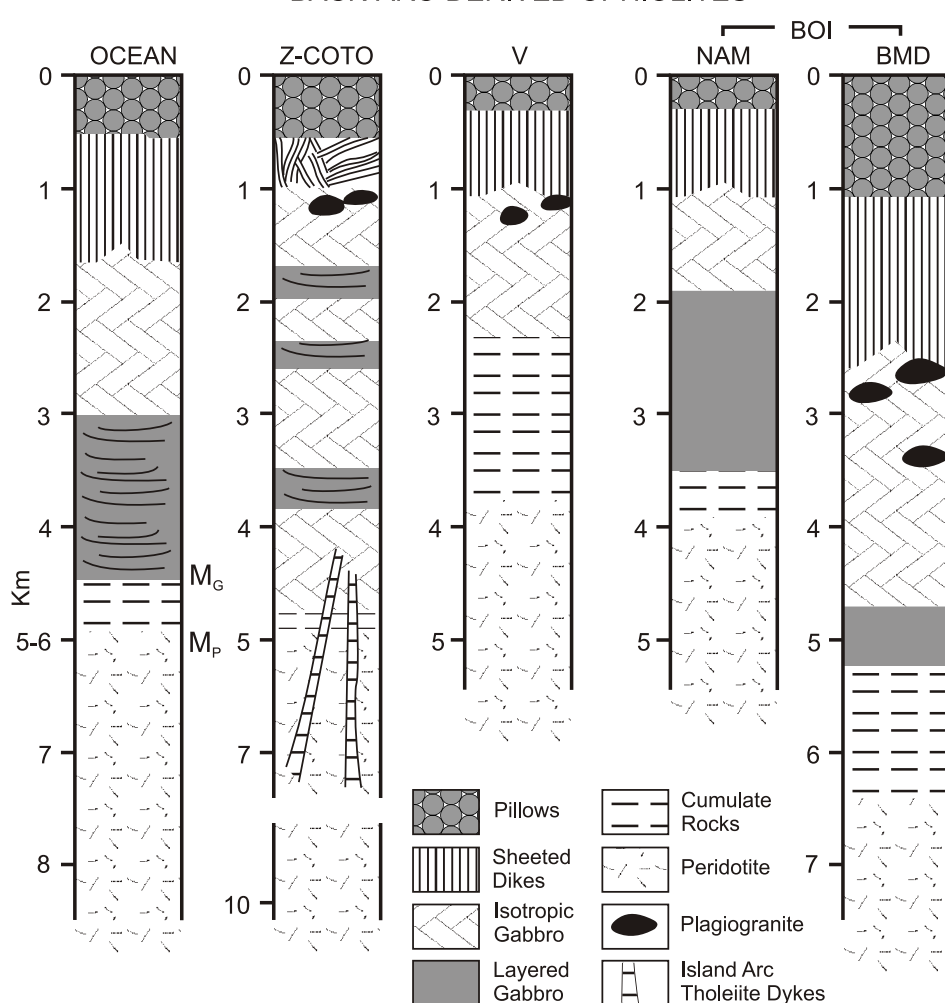 BOI
OCEAN Z-COTO V NAM BMD
0 0 0 0 0
1 1 1 1 1
2 2 2 2 2
3 3 3 3 3
4 4 4 4 4
Km
M_G
5-6 5 5 5 5
M_P
7 7 6
8 10 7
Pillows
Sheeted
Dikes
Isotropic
Gabbro
Layered
Gabbro
Cumulate
Rocks
Peridotite
Plagiogranite
Island Arc
Tholeiite Dykes